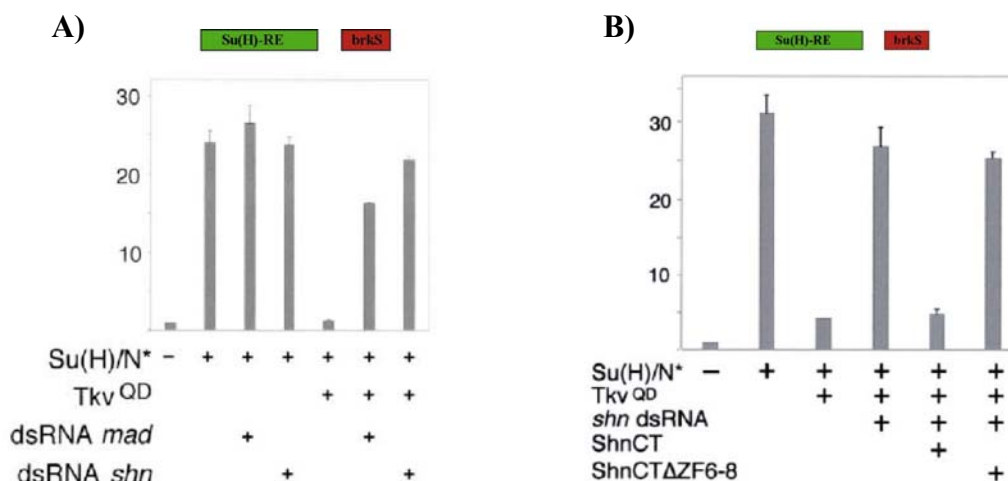 A)
Su(H)-RE brkS
30
20
10
Su(H)/N* − + + + + + +
Tkv QD + + +
dsRNA mad + +
dsRNA shn + +
B)
Su(H)-RE brkS
30
20
10
Su(H)/N* − + + + + +
Tkv QD + + + +
shn dsRNA + + +
ShnCT +
ShnCTΔZF6-8 +